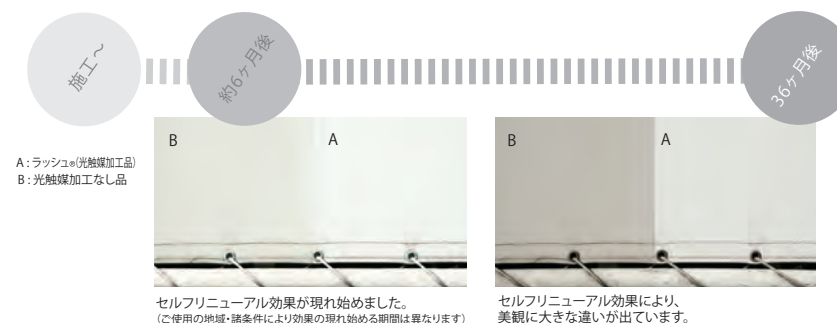 施工~
約6ヶ月後
36ヶ月後
A：ラッシュ®(光触媒加工品)
B：光触媒加工なし品
B
A
B
A
セルフリニューアル効果が現れ始めました。
(ご使用の地域・諸条件により効果の現れ始める期間は異なります)
セルフリニューアル効果により、
美観に大きな違いが出ています。